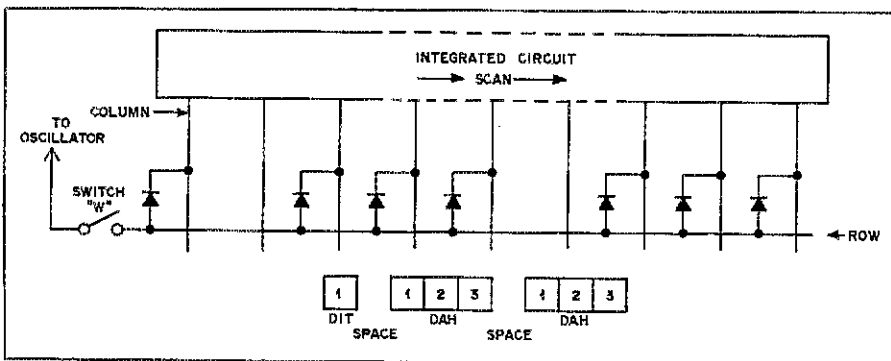 INTEGRATED CIRCUIT
SCAN
COLUMN
TO
OSCILLATOR
SWITCH
"W"
ROW
1 1 2 3 1 2 3
DIT DAH DAH
SPACE SPACE